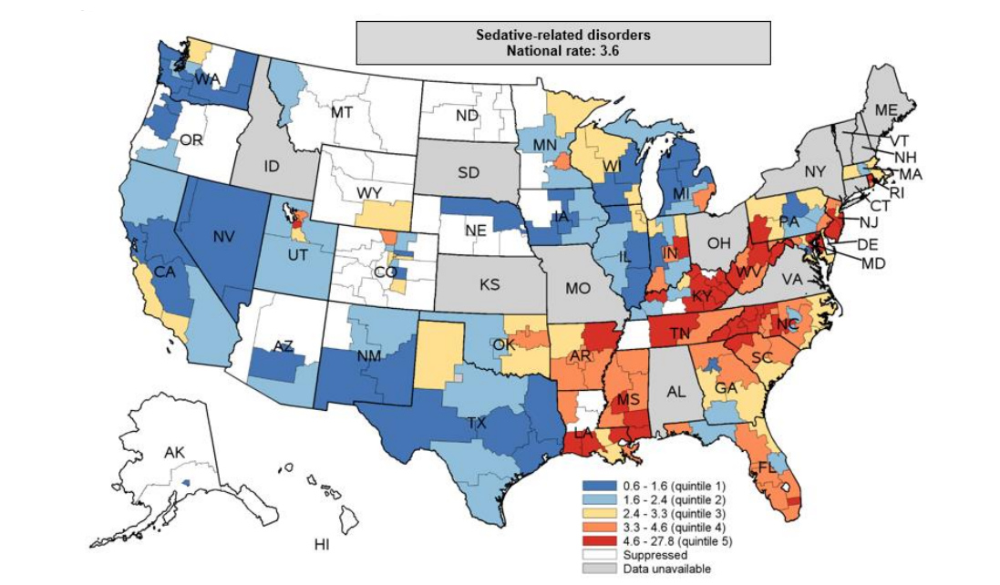 Sedative-related disorders
National rate: 3.6
WA
MT
ND
OR
ID
SD
MN
WI
MI
ME
VT
NH
MA
RI
CT
NY
WY
NE
IA
PA
NJ
DE
MD
NV
UT
CO
KS
MO
IL
IN
OH
WV
VA
KY
CA
AZ
NM
OK
AR
TN
NC
SC
MS
AL
GA
TX
LA
FL
AK
HI
0.6 - 1.6 (quintile 1)
1.6 - 2.4 (quintile 2)
2.4 - 3.3 (quintile 3)
3.3 - 4.6 (quintile 4)
4.6 - 27.8 (quintile 5)
Suppressed
Data unavailable